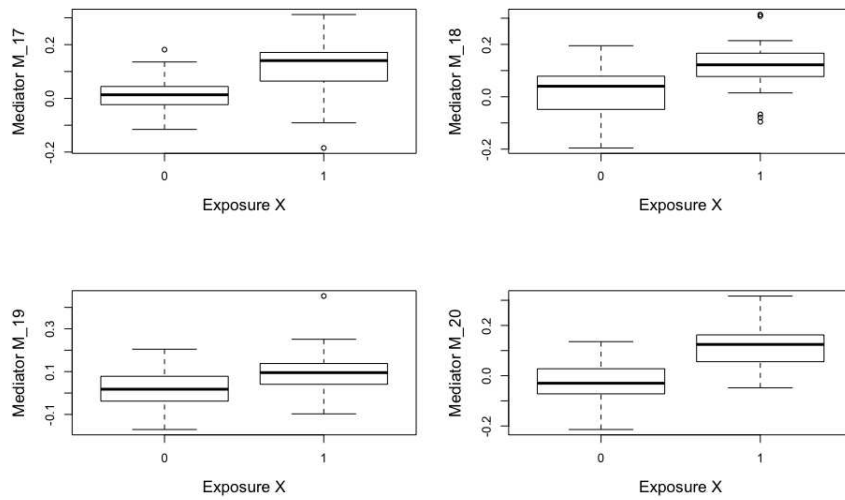 Mediator M_17
0.2
0.0
-0.2
0
1
Exposure X
Mediator M_18
0.2
0.0
-0.2
0
1
Exposure X
Mediator M_19
0.3
0.1
-0.1
0
1
Exposure X
Mediator M_20
0.2
0.0
-0.2
0
1
Exposure X